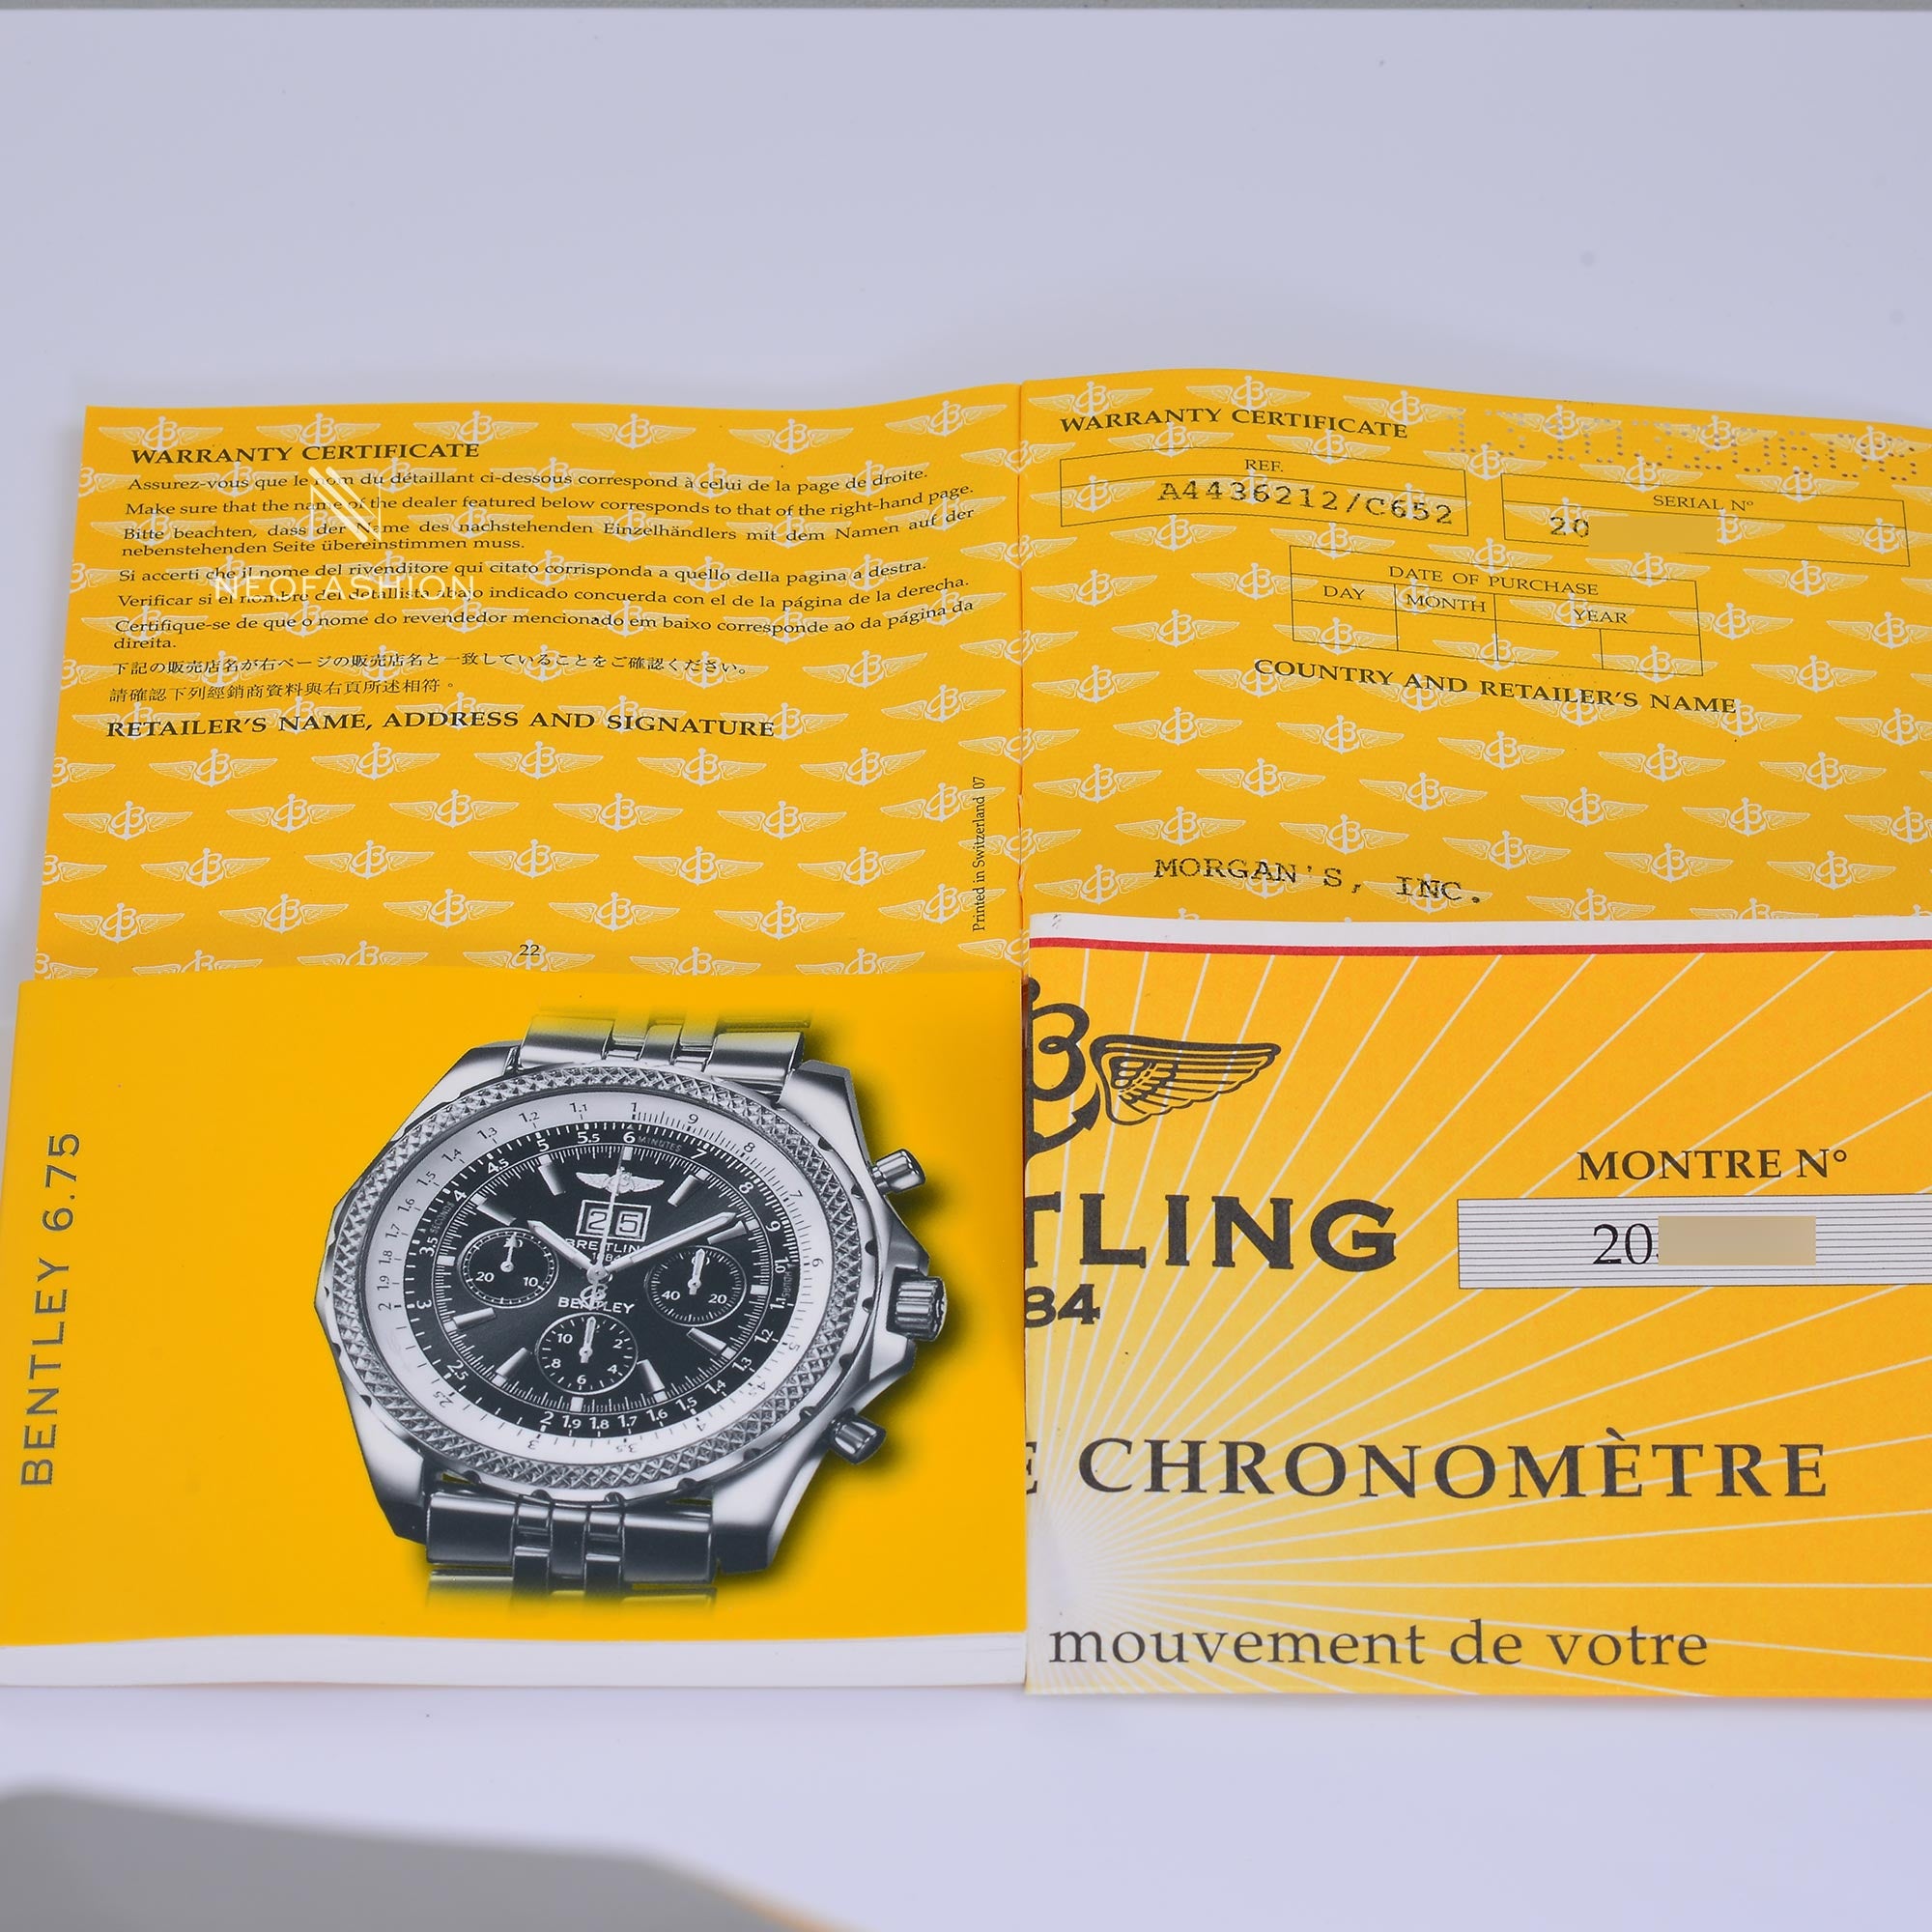 WARRANTY CERTIFICATE
Assurez-vous que le nom du détaillant ci-dessous correspond à celui de la page de droite.
Make sure that the name of the dealer featured below corresponds to that of the right-hand page.
Bitte beachten, dass der Name des nachstehenden Einzelhändlers mit dem Namen auf der
nebenstehenden Seite übereinstimmen muss.
Si accerti che il nome del rivenditore qui citato corrisponda a quello della pagina a destra.
Verificar si el nombre del detallista abajo indicado concuerda con el de la página de la derecha.
Certifique-se de que o nome do revendedor mencionado em baixo corresponde ao da página da
direita.
下記の販売店名が右ページの販売店名と一致していることをご確認ください。
請確認下列經銷商資料與右頁所述相符。
RETAILER'S NAME, ADDRESS AND SIGNATURE
Printed in Switzerland 07
22
NEOFASHION
WARRANTY CERTIFICATE
REF.
A4436212/C652
SERIAL N°
20
DATE OF PURCHASE
DAY MONTH YEAR
COUNTRY AND RETAILER'S NAME
MORGAN'S, INC.
BENTLEY 6.75
MINUTES
25
BREITLING
1884
BENTLEY
TLING
84
MONTRE N°
20
E CHRONOMÈTRE
mouvement de votre